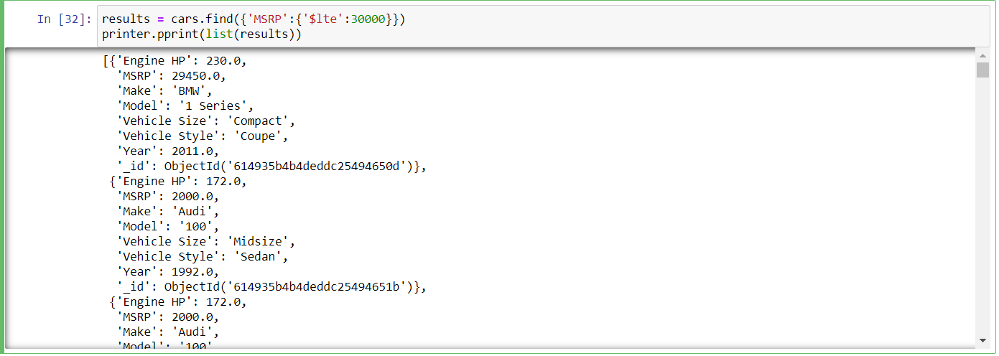 In [32]: results = cars.find({'MSRP':{'$lte':30000}})
printer.pprint(list(results))
[{'Engine HP': 230.0,
'MSRP': 29450.0,
'Make': 'BMW',
'Model': '1 Series',
'Vehicle Size': 'Compact',
'Vehicle Style': 'Coupe',
'Year': 2011.0,
'_id': ObjectId('614935b4b4deddc25494650d')},
{'Engine HP': 172.0,
'MSRP': 2000.0,
'Make': 'Audi',
'Model': '100',
'Vehicle Size': 'Midsize',
'Vehicle Style': 'Sedan',
'Year': 1992.0,
'_id': ObjectId('614935b4b4deddc25494651b')},
{'Engine HP': 172.0,
'MSRP': 2000.0,
'Make': 'Audi',
'Model': '100'